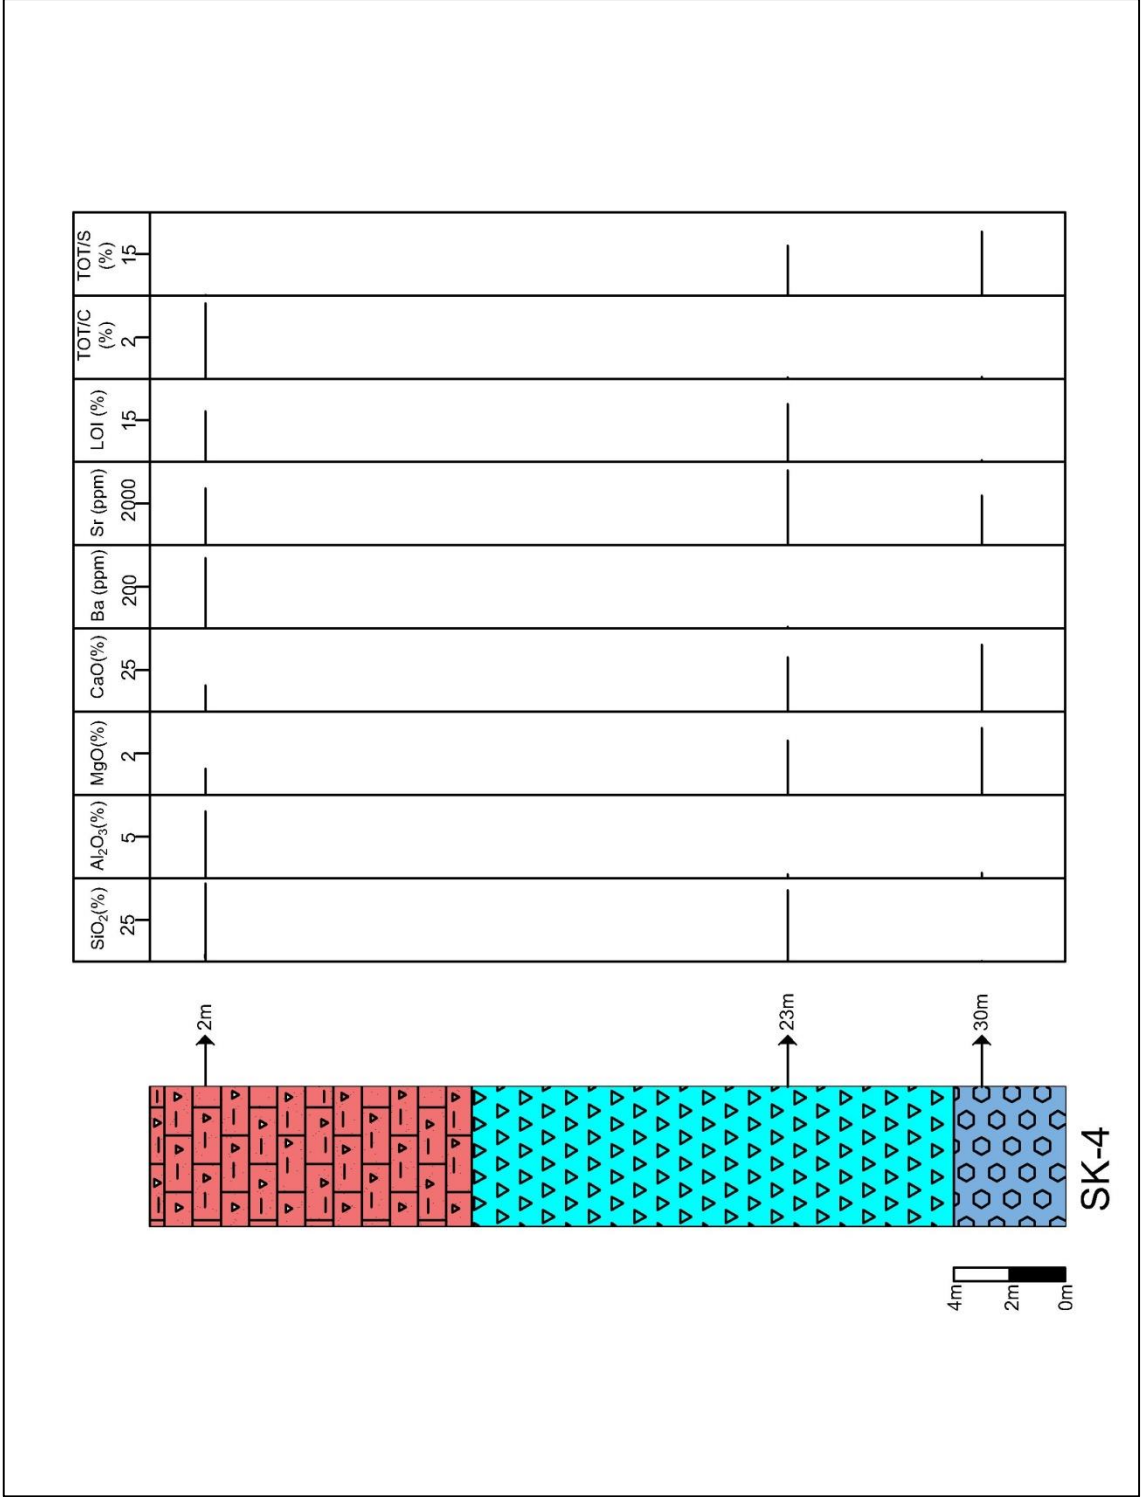 SiO₂(%)
25
Al₂O₃(%)
5
MgO(%)
2
CaO(%)
25
Ba (ppm)
200
Sr (ppm)
2000
LOI (%)
15
TOT/C
(%)
2
TOT/S
(%)
15
2m
23m
30m
4m
2m
0m
SK-4